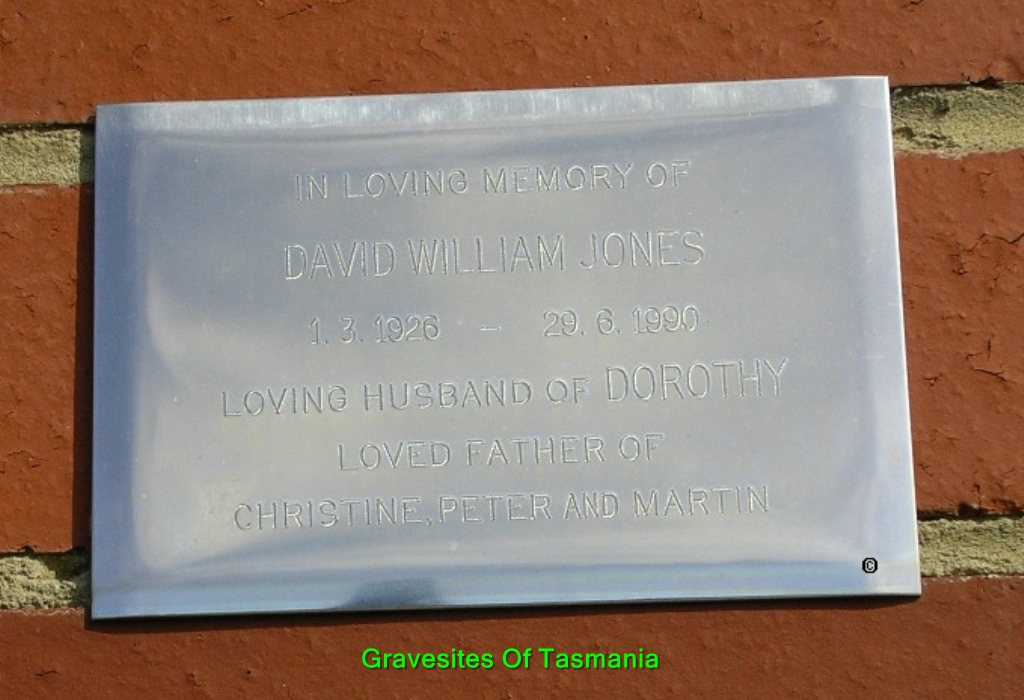 IN LOVING MEMORY OF
DAVID WILLIAM JONES
1. 3. 1926 – 29. 6. 1990
LOVING HUSBAND OF DOROTHY
LOVED FATHER OF
CHRISTINE, PETER AND MARTIN
©
Gravesites Of Tasmania